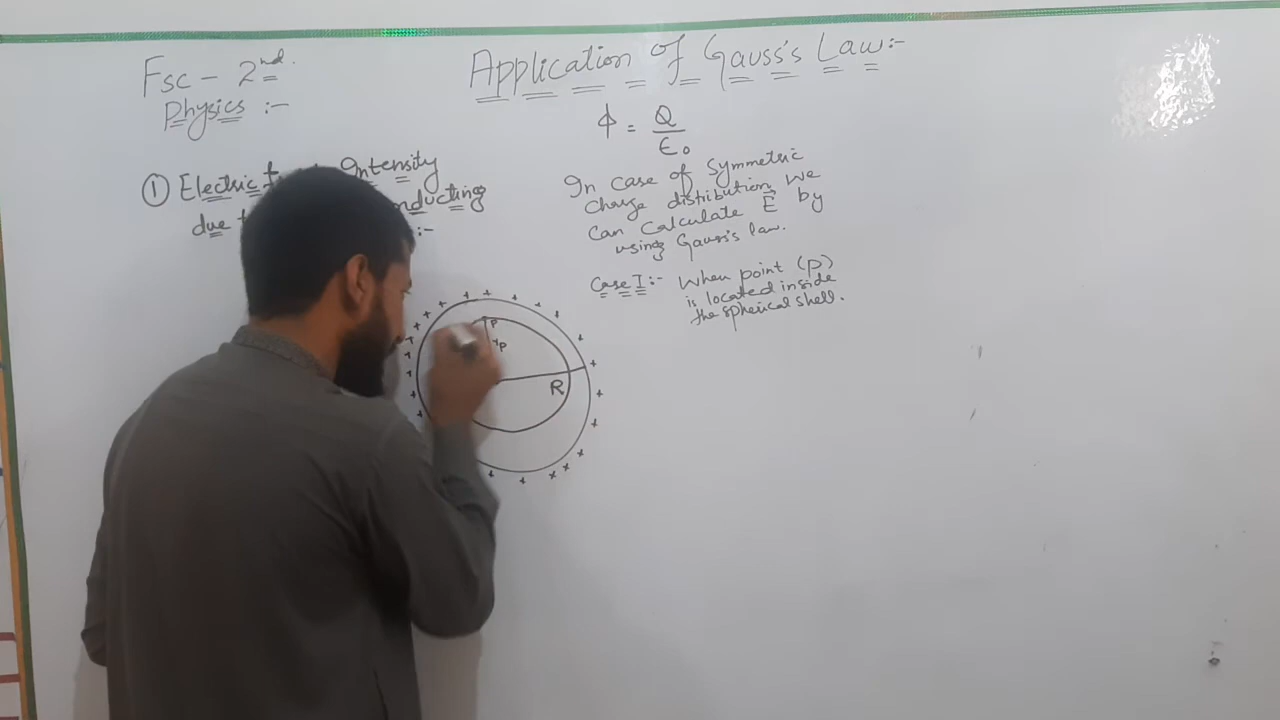 Fsc - 2nd.
Physics :-
Application of Gauss's Law :-
ϕ = Q / ϵ₀
① Electric Intensity
due conducting
:-
In case of Symmetric
charge distribution, We
can calculate E⃗ by
using Gauss's law.
Case I :- When point (P)
is located inside
the spherical shell.
P
R